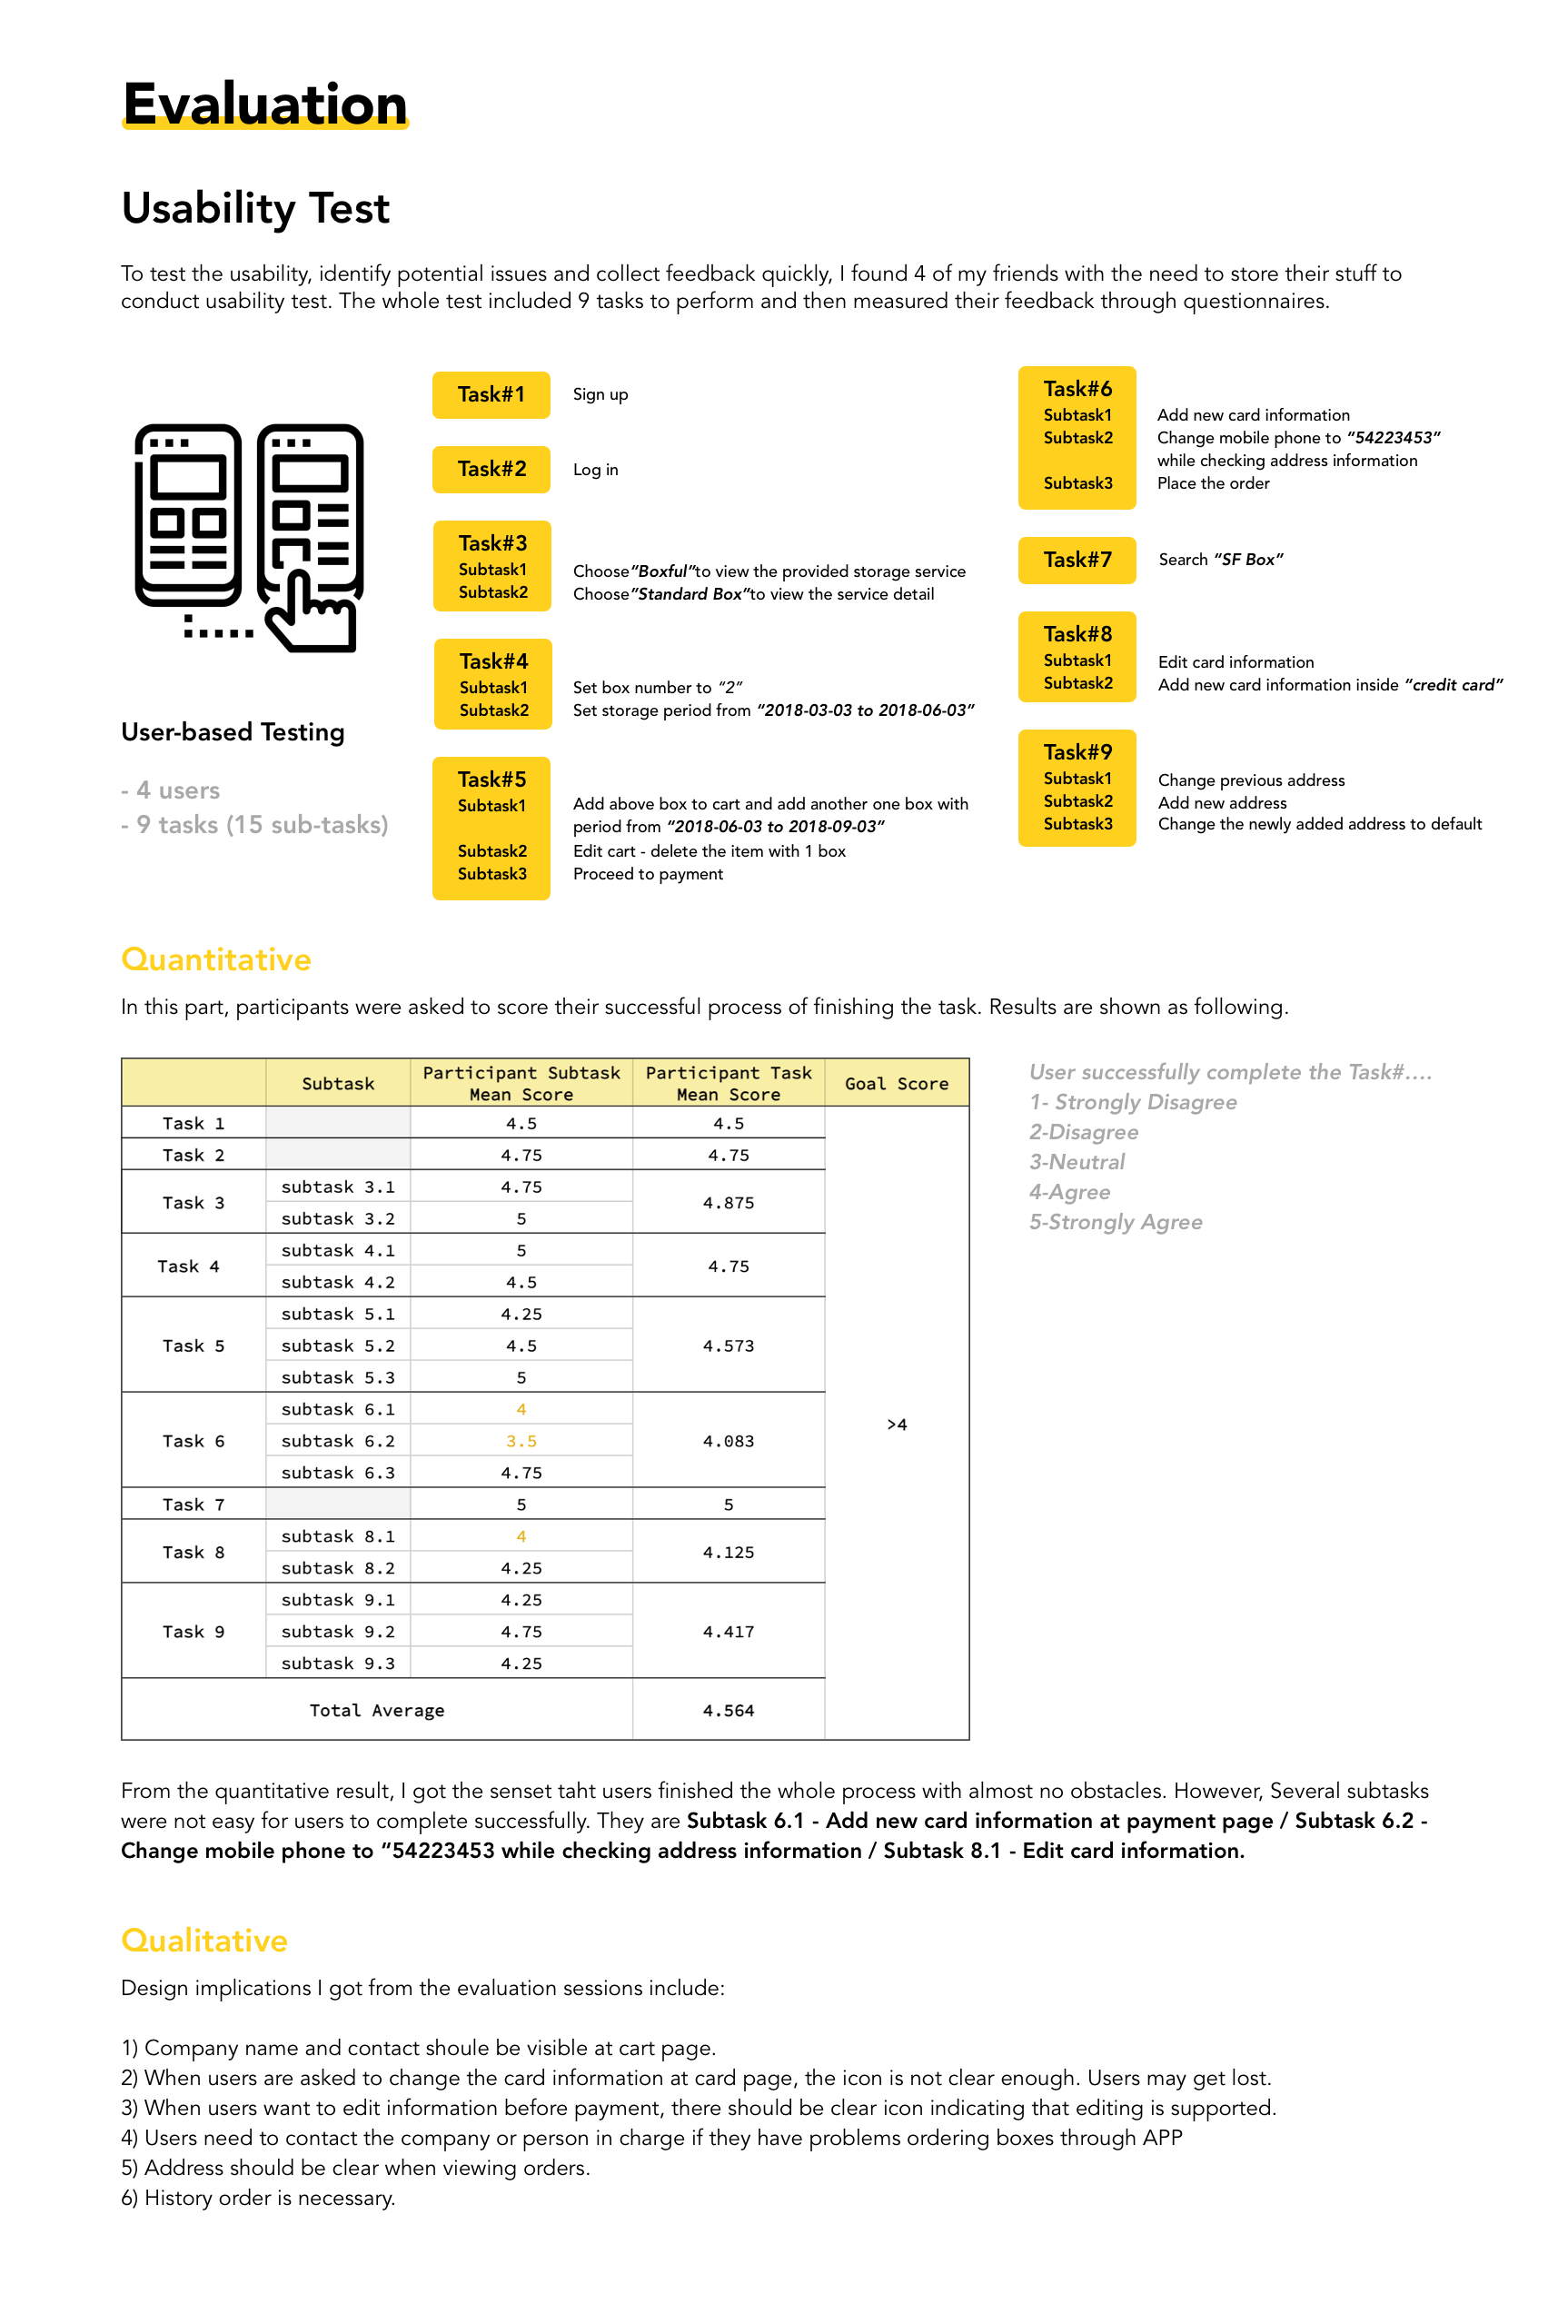 Evaluation
Usability Test
To test the usability, identify potential issues and collect feedback quickly, I found 4 of my friends with the need to store their stuff to
conduct usability test. The whole test included 9 tasks to perform and then measured their feedback through questionnaires.
User-based Testing
- 4 users
- 9 tasks (15 sub-tasks)
Task#1 Sign up
Task#2 Log in
Task#3
Subtask1 Choose“Boxful”to view the provided storage service
Subtask2 Choose“Standard Box”to view the service detail
Task#4
Subtask1 Set box number to “2”
Subtask2 Set storage period from “2018-03-03 to 2018-06-03”
Task#5
Subtask1 Add above box to cart and add another one box with
period from “2018-06-03 to 2018-09-03”
Subtask2 Edit cart - delete the item with 1 box
Subtask3 Proceed to payment
Task#6
Subtask1 Add new card information
Subtask2 Change mobile phone to “54223453”
while checking address information
Subtask3 Place the order
Task#7 Search “SF Box”
Task#8
Subtask1 Edit card information
Subtask2 Add new card information inside “credit card”
Task#9
Subtask1 Change previous address
Subtask2 Add new address
Subtask3 Change the newly added address to default
Quantitative
In this part, participants were asked to score their successful process of finishing the task. Results are shown as following.
Subtask Participant Subtask Mean Score Participant Task Mean Score Goal Score
Task 1 4.5 4.5
Task 2 4.75 4.75
Task 3 4.875
subtask 3.1 4.75
subtask 3.2 5
Task 4 4.75
subtask 4.1 5
subtask 4.2 4.5
Task 5 4.573
subtask 5.1 4.25
subtask 5.2 4.5
subtask 5.3 5
Task 6 4.083
subtask 6.1 4
subtask 6.2 3.5
subtask 6.3 4.75
>4
Task 7 5 5
Task 8 4.125
subtask 8.1 4
subtask 8.2 4.25
Task 9 4.417
subtask 9.1 4.25
subtask 9.2 4.75
subtask 9.3 4.25
Total Average 4.564
User successfully complete the Task#....
1- Strongly Disagree
2-Disagree
3-Neutral
4-Agree
5-Strongly Agree
From the quantitative result, I got the senset taht users finished the whole process with almost no obstacles. However, Several subtasks
were not easy for users to complete successfully. They are Subtask 6.1 - Add new card information at payment page / Subtask 6.2 -
Change mobile phone to “54223453 while checking address information / Subtask 8.1 - Edit card information.
Qualitative
Design implications I got from the evaluation sessions include:
1) Company name and contact shoule be visible at cart page.
2) When users are asked to change the card information at card page, the icon is not clear enough. Users may get lost.
3) When users want to edit information before payment, there should be clear icon indicating that editing is supported.
4) Users need to contact the company or person in charge if they have problems ordering boxes through APP
5) Address should be clear when viewing orders.
6) History order is necessary.